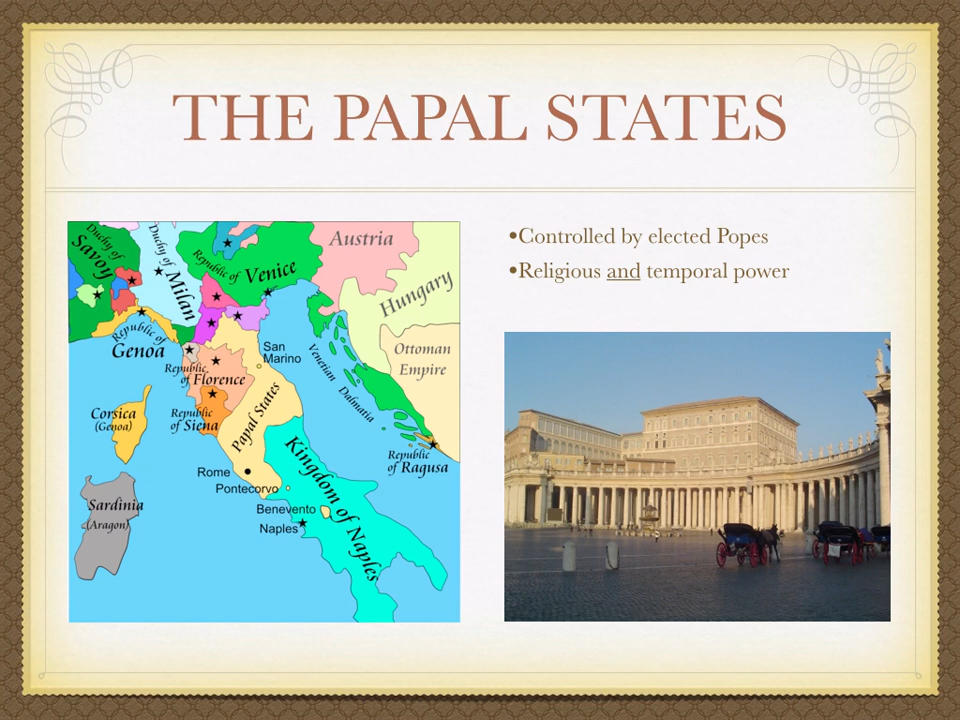 THE PAPAL STATES
•Controlled by elected Popes
•Religious and temporal power
Duchy of
Savoy
Duchy of
Milan
Republic of
Venice
Austria
Hungary
Republic of
Genoa
San
Marino
Republic
of Florence
Venetian
Dalmatia
Ottoman
Empire
Corsica
(Genoa)
Republic
of Siena
Papal States
Republic
of Ragusa
Rome
Pontecorvo
Kingdom of Naples
Sardinia
(Aragon)
Benevento
Naples